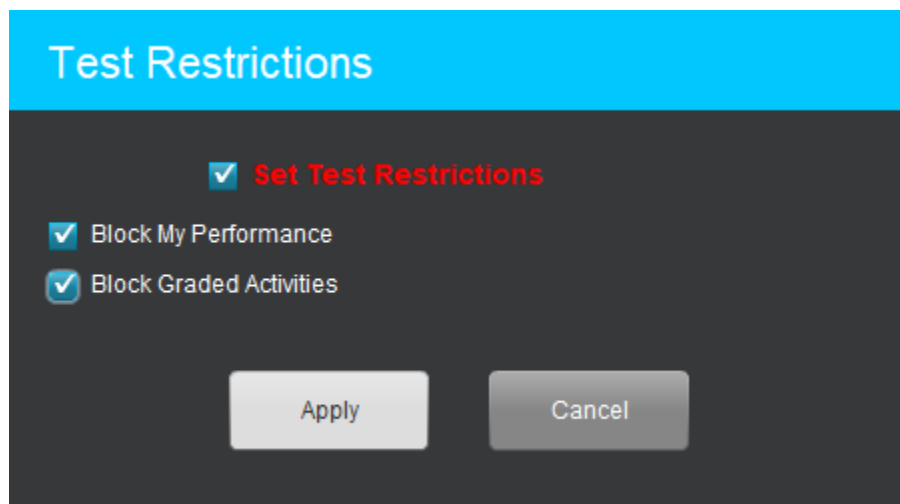 Test Restrictions
Set Test Restrictions
Block My Performance
Block Graded Activities
Apply
Cancel